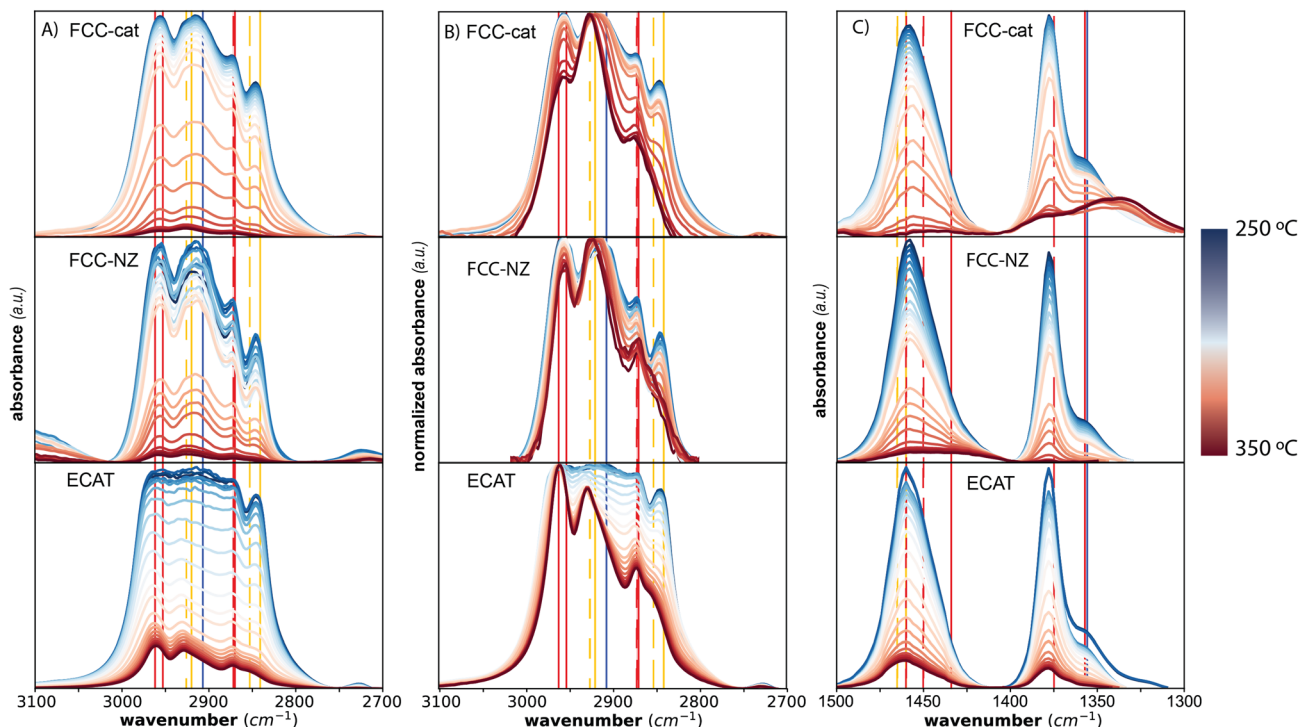 A) FCC-cat
B) FCC-cat
C) FCC-cat
FCC-NZ
FCC-NZ
FCC-NZ
ECAT
ECAT
ECAT
absorbance (a.u.)
normalized absorbance (a.u.)
absorbance (a.u.)
250 ºC
350 ºC
3100 3000 2900 2800 2700
3100 3000 2900 2800 2700
1500 1450 1400 1350 1300
wavenumber (cm⁻¹)
wavenumber (cm⁻¹)
wavenumber (cm⁻¹)